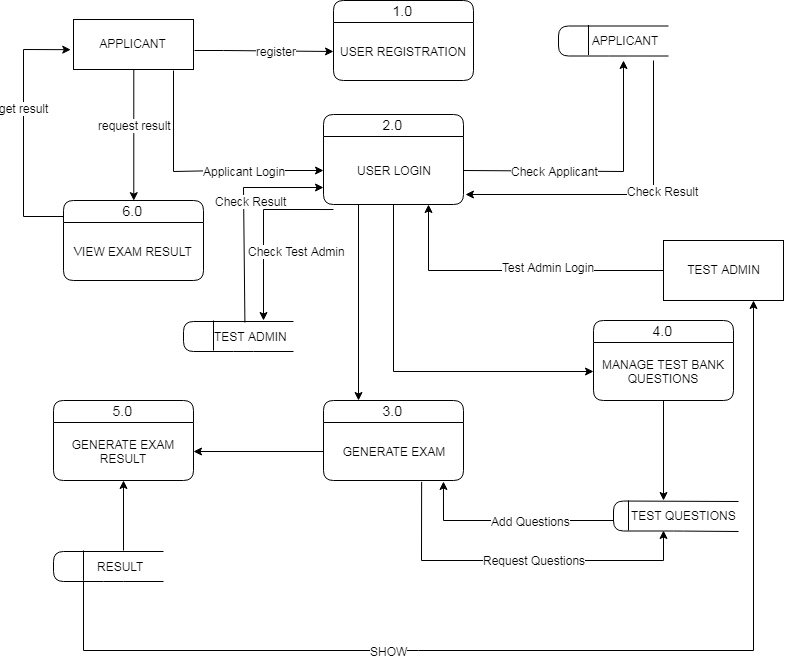 1.0
APPLICANT
USER REGISTRATION
register
APPLICANT
get result
request result
2.0
USER LOGIN
Applicant Login
Check Applicant
Check Result
Check Result
6.0
VIEW EXAM RESULT
Check Test Admin
Test Admin Login
TEST ADMIN
TEST ADMIN
4.0
MANAGE TEST BANK
QUESTIONS
5.0
GENERATE EXAM
RESULT
3.0
GENERATE EXAM
Add Questions
TEST QUESTIONS
Request Questions
RESULT
SHOW